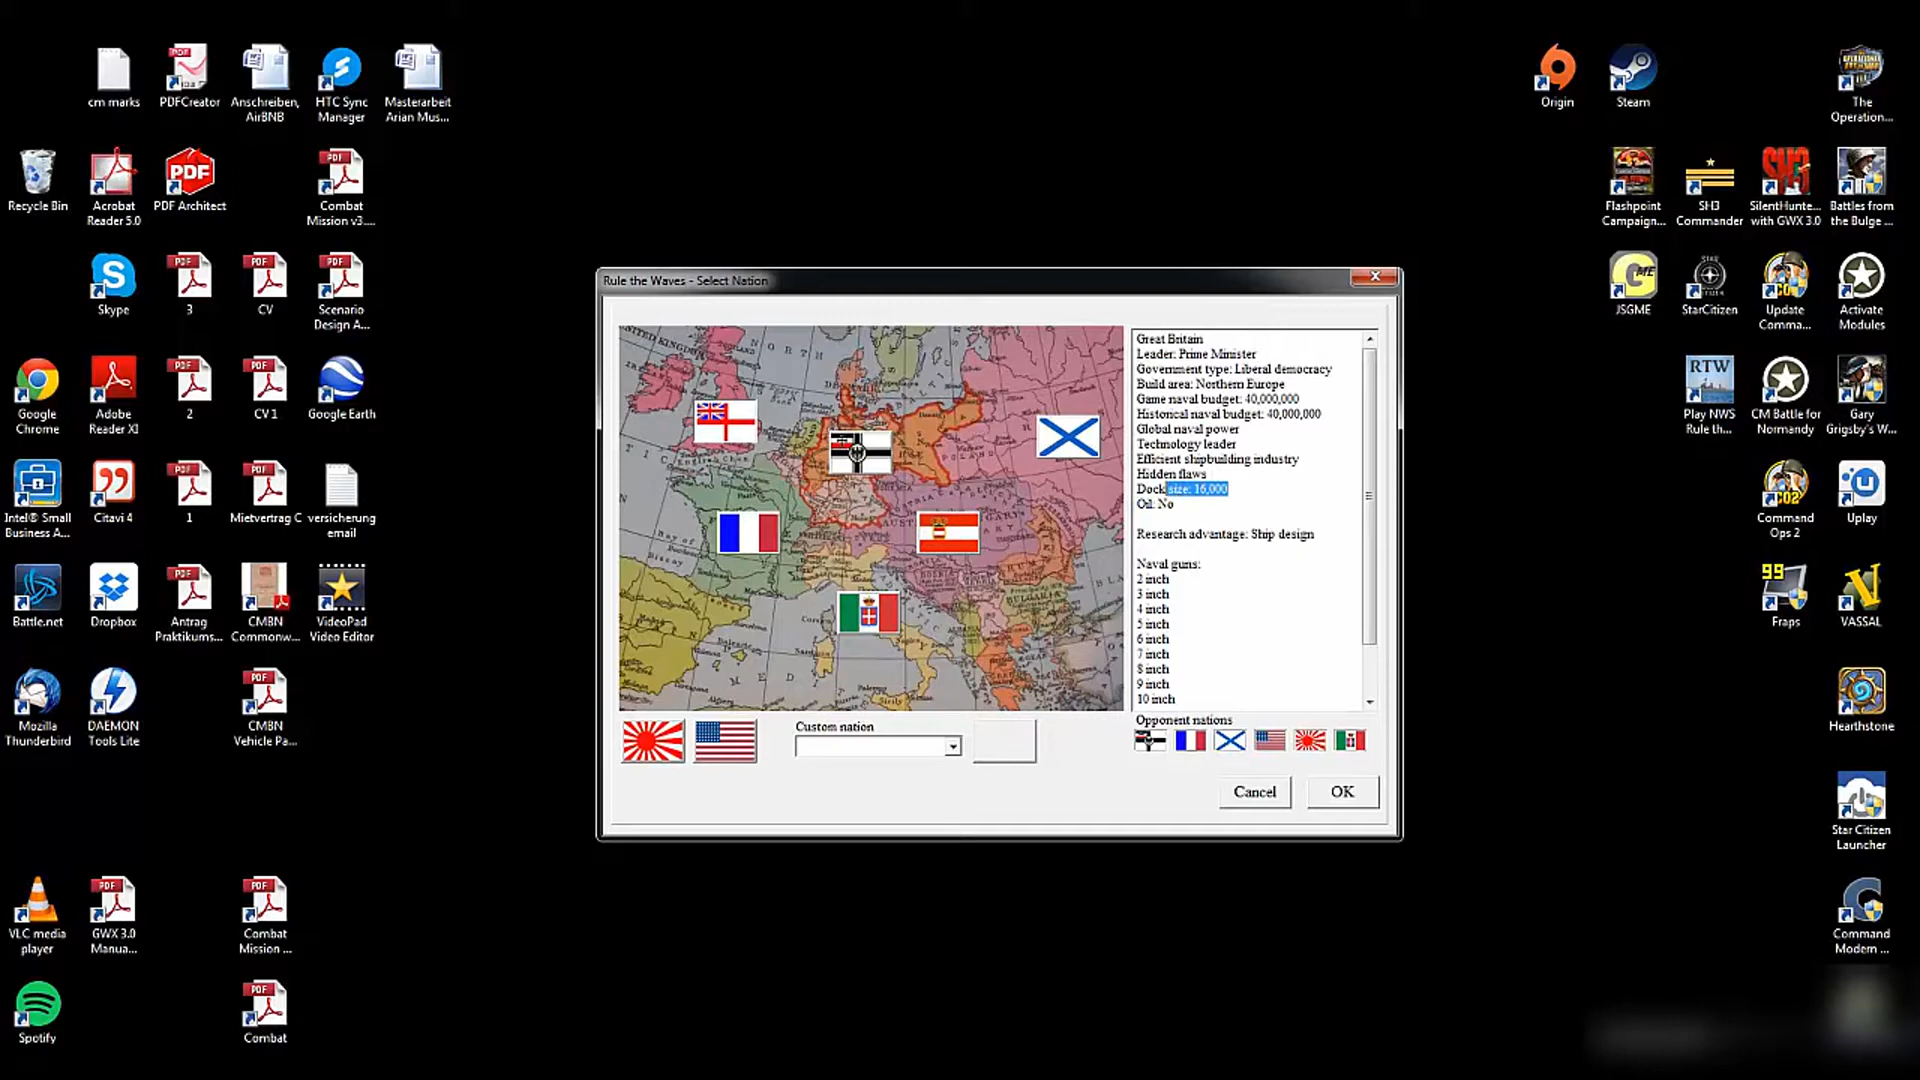 cm marks
PDFCreator
Anschreiben,
AirBNB
HTC Sync
Manager
Masterarbeit
Arian Mus...
Origin
Steam
The
Operation...
Recycle Bin
Acrobat
Reader 5.0
PDF Architect
Combat
Mission v3....
Flashpoint
Campaign...
SH3
Commander
SilentHunte...
with GWX 3.0
Battles from
the Bulge ...
Skype
3
CV
Scenario
Design A...
JSGME
StarCitizen
Update
Comma...
Activate
Modules
Google
Chrome
Adobe
Reader XI
2
CV 1
Google Earth
RTW
Play NWS
Rule th...
CM Battle for
Normandy
Gary
Grigsby's W...
Intel® Small
Business A...
Citavi 4
1
Mietvertrag C
versicherung
email
Command
Ops 2
Uplay
Battle.net
Dropbox
Antrag
Praktikums...
CMBN
Commonw...
VideoPad
Video Editor
99
Fraps
VASSAL
Mozilla
Thunderbird
DAEMON
Tools Lite
CMBN
Vehicle Pa...
Hearthstone
Star Citizen
Launcher
VLC media
player
GWX 3.0
Manua...
Combat
Mission ...
Command
Modern ...
Spotify
Combat
Rule the Waves - Select Nation
Great Britain
Leader: Prime Minister
Government type: Liberal democracy
Build area: Northern Europe
Game naval budget: 40,000,000
Historical naval budget: 40,000,000
Global naval power
Technology leader
Efficient shipbuilding industry
Hidden flaws
Dock size: 16,000
Oil: No
Research advantage: Ship design
Naval guns:
2 inch
3 inch
4 inch
5 inch
6 inch
7 inch
8 inch
9 inch
10 inch
Custom nation
Opponent nations
Cancel
OK